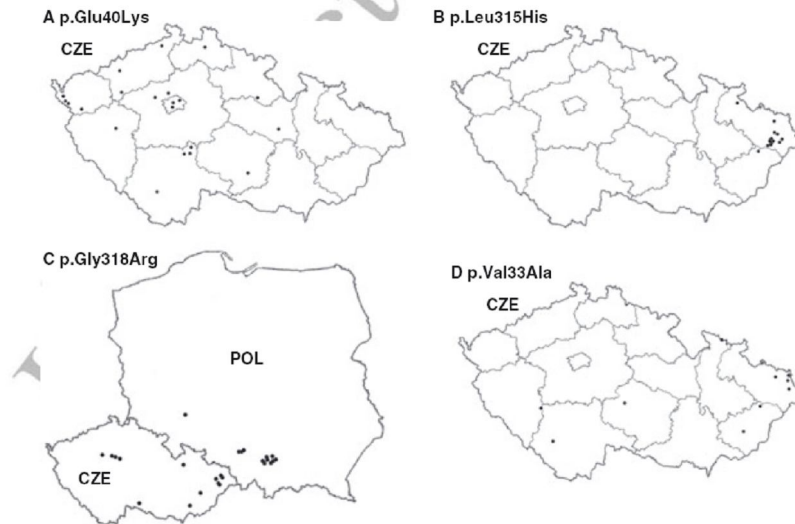 A p.Glu40Lys
CZE
B p.Leu315His
CZE
C p.Gly318Arg
POL
CZE
D p.Val33Ala
CZE